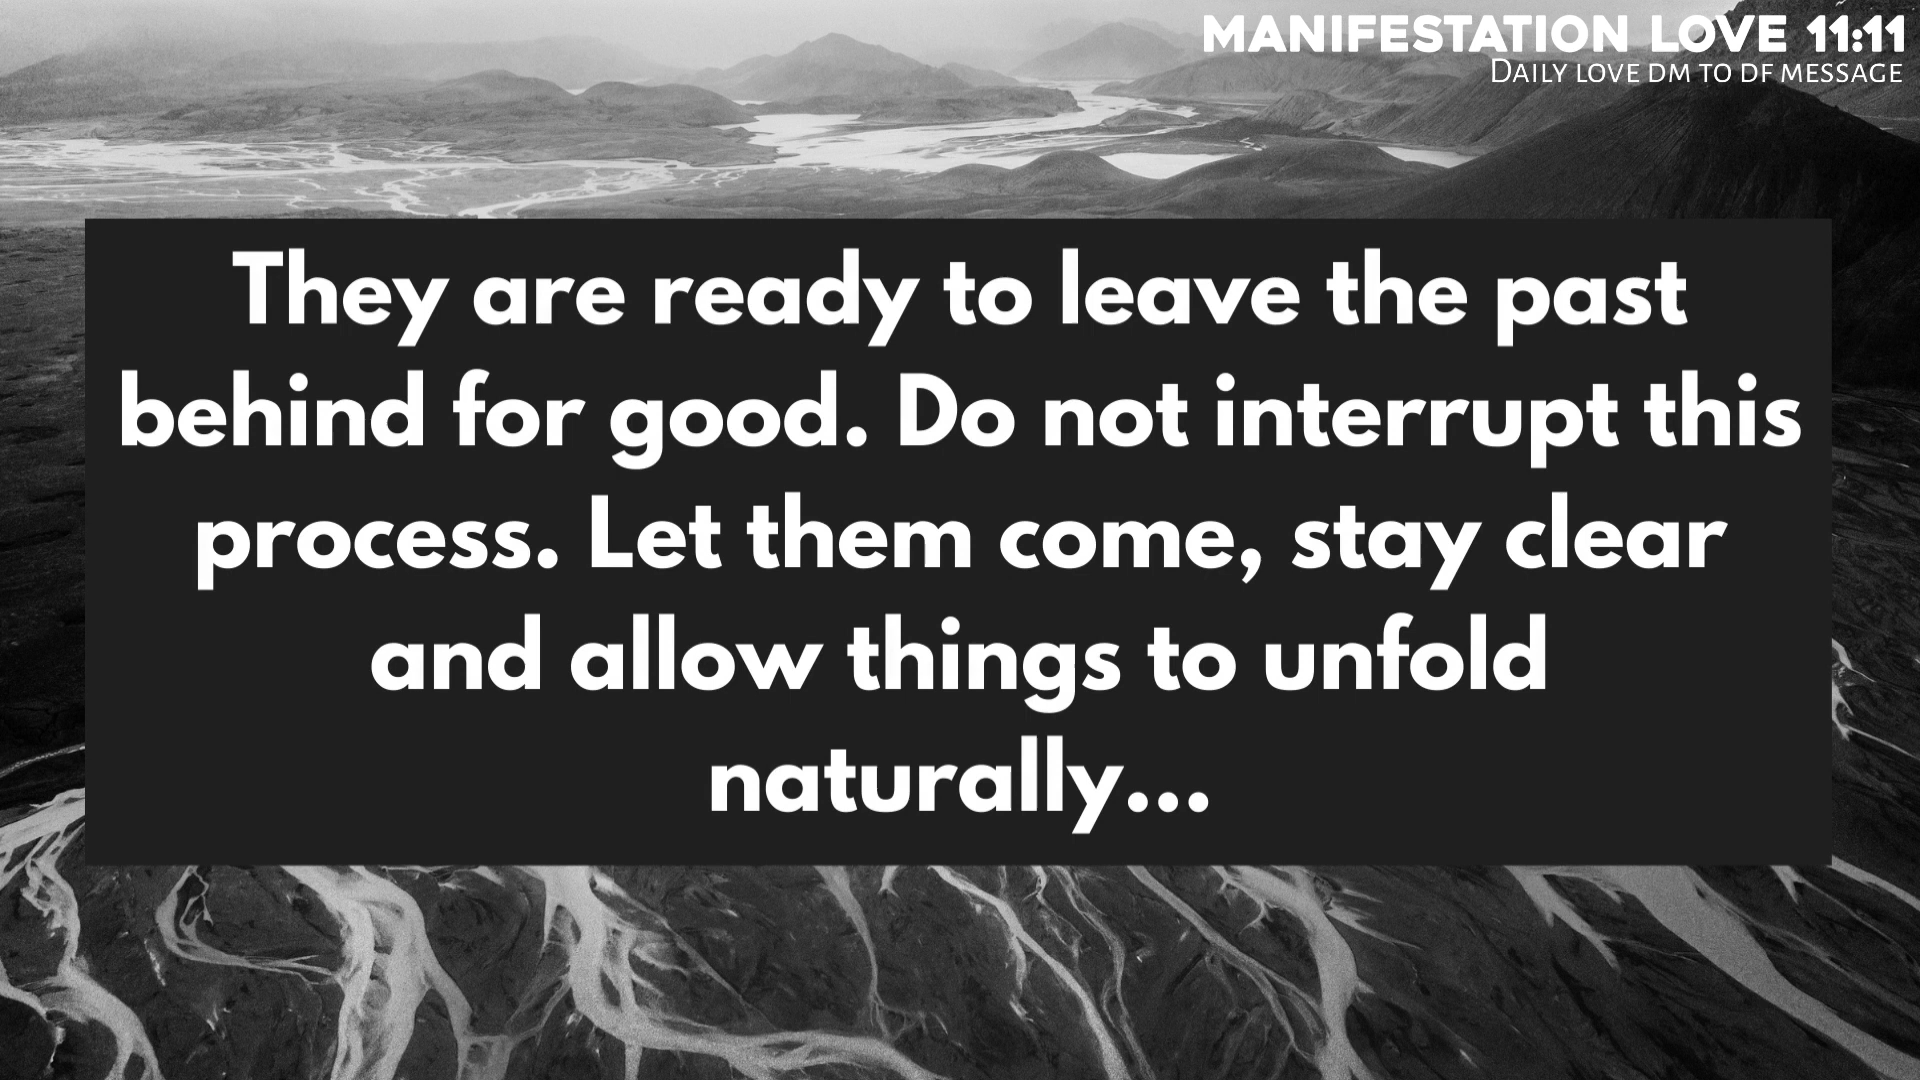 MANIFESTATION LOVE 11:11
DAILY LOVE DM TO DF MESSAGE
They are ready to leave the past
behind for good. Do not interrupt this
process. Let them come, stay clear
and allow things to unfold
naturally...